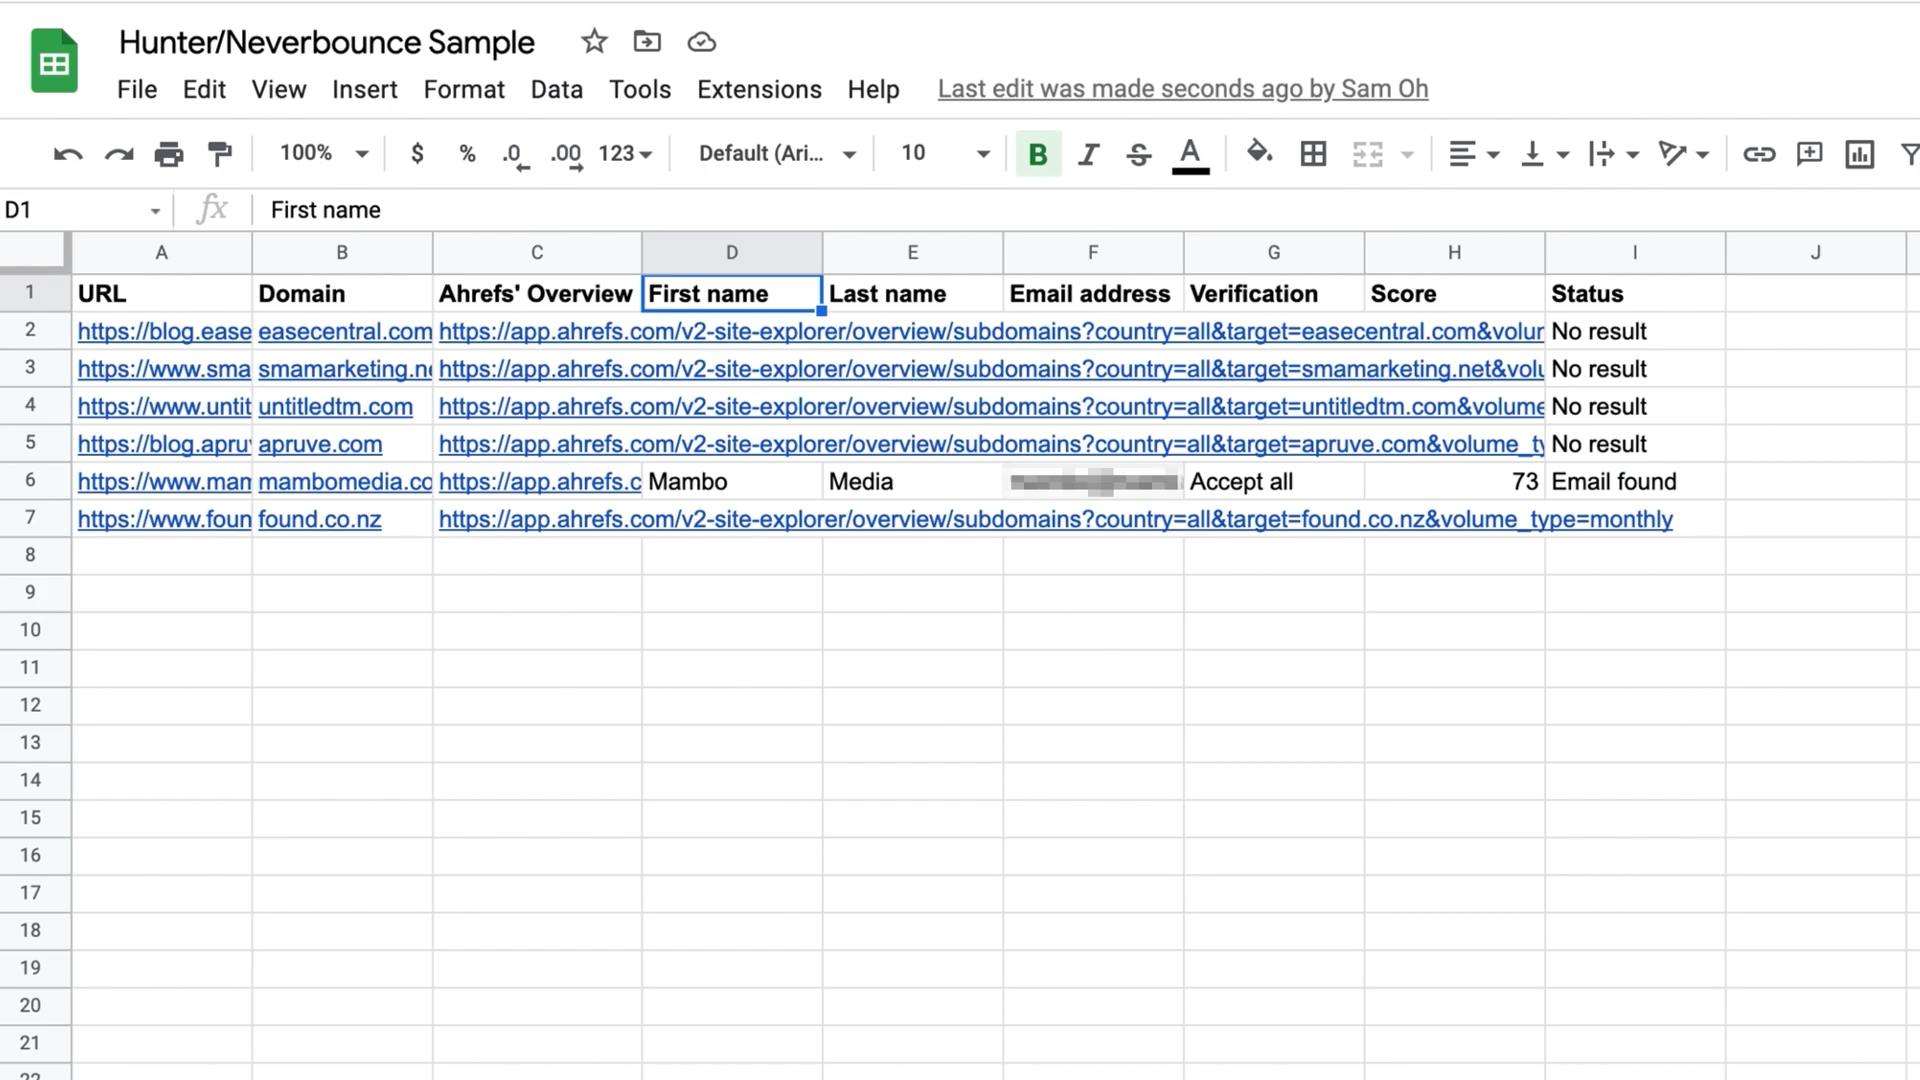 Hunter/Neverbounce Sample
File Edit View Insert Format Data Tools Extensions Help Last edit was made seconds ago by Sam Oh
100% $ % .0 .00 123 Default (Ari... 10 B I S A
D1 fx First name
A B C D E F G H I J
1 URL Domain Ahrefs' Overview First name Last name Email address Verification Score Status
2 https://blog.ease easecentral.com https://app.ahrefs.com/v2-site-explorer/overview/subdomains?country=all&target=easecentral.com&volur No result
3 https://www.sma smamarketing.ne https://app.ahrefs.com/v2-site-explorer/overview/subdomains?country=all&target=smamarketing.net&volu No result
4 https://www.untit untitledtm.com https://app.ahrefs.com/v2-site-explorer/overview/subdomains?country=all&target=untitledtm.com&volume No result
5 https://blog.apru apruve.com https://app.ahrefs.com/v2-site-explorer/overview/subdomains?country=all&target=apruve.com&volume_ty No result
6 https://www.mam mambomedia.co https://app.ahrefs.c Mambo Media Accept all 73 Email found
7 https://www.foun found.co.nz https://app.ahrefs.com/v2-site-explorer/overview/subdomains?country=all&target=found.co.nz&volume_type=monthly
8
9
10
11
12
13
14
15
16
17
18
19
20
21